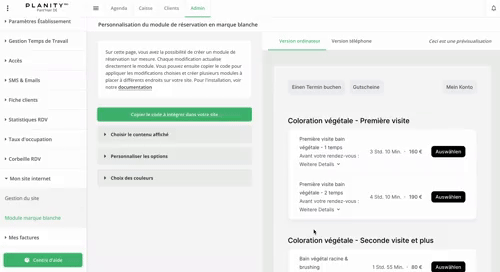 PLANITY
Agenda
Caisse
Clients
Admin
Paramètres Établissement
Gestion Temps de Travail
Accès
SMS & Emails
Fiche clients
Statistiques RDV
Taux d'occupation
Corbeille RDV
Mon site internet
Gestion du site
Module marque blanche
Mes factures
Centre d'aide
Personnalisation du module de réservation en marque blanche
Sur cette page, vous avez la possibilité de créer un module de
réservation sur mesure. Chaque modification actualise
directement le module. Vous pouvez ensuite copier le code pour
appliquer les modifications choisies et créer plusieurs modules à
placer à différents endroits sur votre site. Pour l'installation, voir
notre documentation
Copier le code à intégrer dans votre site
Choisir le contenu affiché
Personnaliser les options
Choix des couleurs
Version ordinateur
Version téléphone
Ceci est une prévisualisation
Einen Termin buchen
Gutscheine
Mein Konto
Coloration végétale - Première visite
Première visite bain
végétale - 1 temps
Avant votre rendez-vous :
Weitere Details
3 Std. 10 Min. · 160 €
Auswählen
Première visite bain
végétale - 2 temps
Avant votre rendez-vous :
Weitere Details
4 Std. 10 Min. · 190 €
Auswählen
Coloration végétale - Seconde visite et plus
Bain végétal racine &
brushing
1 Std. 55 Min. · 80 €
Auswählen